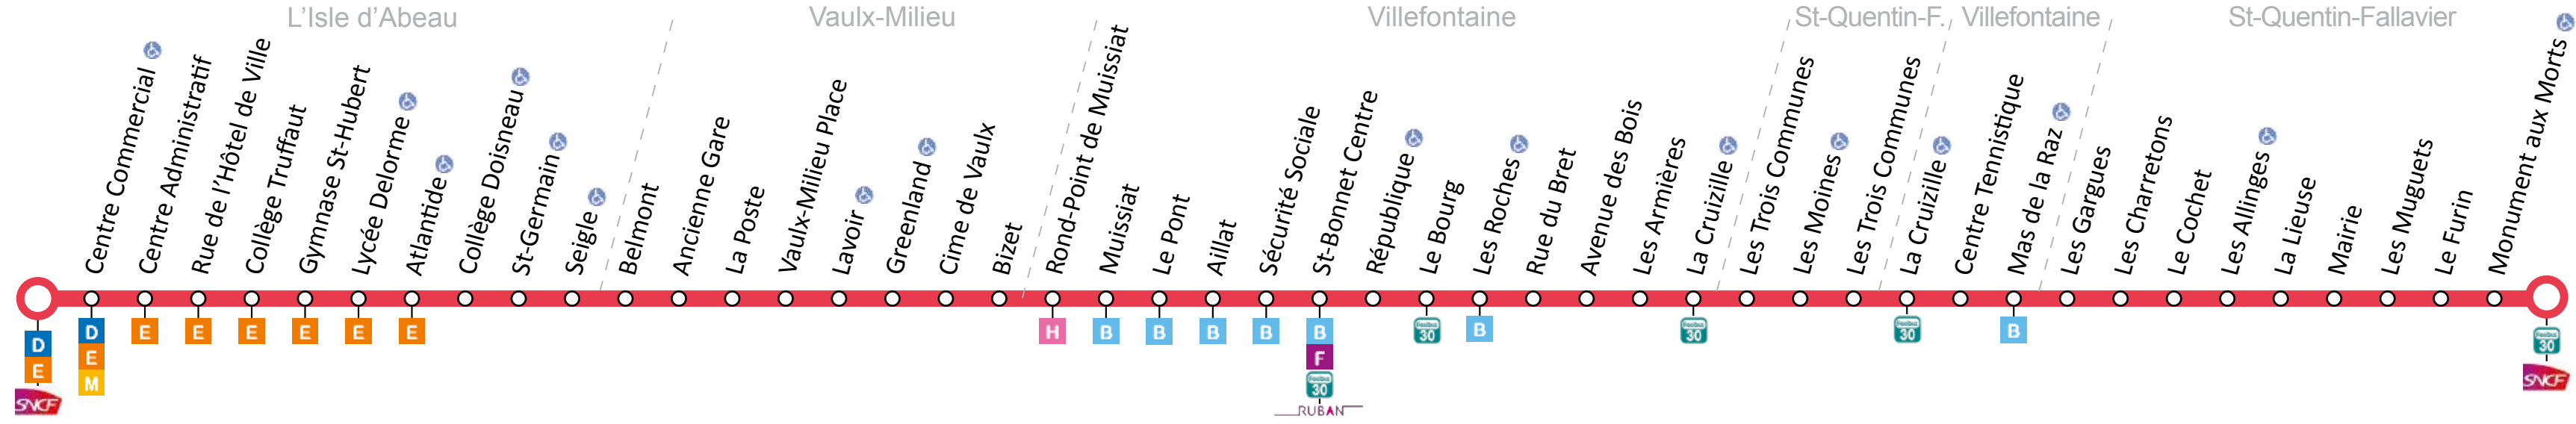 L'Isle d'Abeau
Vaulx-Milieu
Villefontaine
St-Quentin-F.
Villefontaine
St-Quentin-Fallavier
Centre Commercial
Centre Administratif
Rue de l'Hôtel de Ville
Collège Truffaut
Gymnase St-Hubert
Lycée Delorme
Atlantide
Collège Doisneau
St-Germain
Seigle
Belmont
Ancienne Gare
La Poste
Vaulx-Milieu Place
Lavoir
Greenland
Cime de Vaulx
Bizet
Rond-Point de Muissiat
Muissiat
Le Pont
Aillat
Sécurité Sociale
St-Bonnet Centre
République
Le Bourg
Les Roches
Rue du Bret
Avenue des Bois
Les Armières
La Cruizille
Les Trois Communes
Les Moines
Les Trois Communes
La Cruizille
Centre Tennistique
Mas de la Raz
Les Gargues
Les Charretons
Le Cochet
Les Allinges
La Lieuse
Mairie
Les Muguets
Le Furin
Monument aux Morts
D
E
SNCF
D
E
M
E
E
E
E
E
E
H
B
B
B
B
B
F
30
RUBAN
30
B
30
30
B
30
SNCF